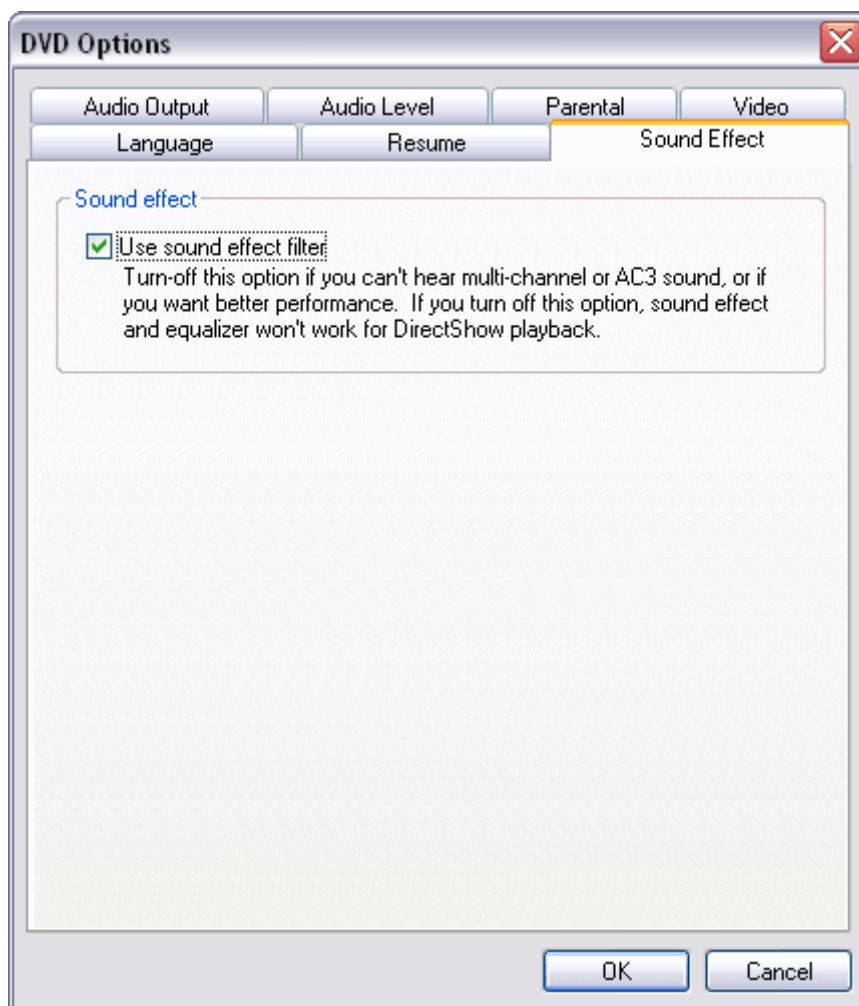 DVD Options
Audio Output
Audio Level
Parental
Video
Language
Resume
Sound Effect
Sound effect
Use sound effect filter
Turn-off this option if you can't hear multi-channel or AC3 sound, or if
you want better performance.  If you turn off this option, sound effect
and equalizer won't work for DirectShow playback.
OK
Cancel